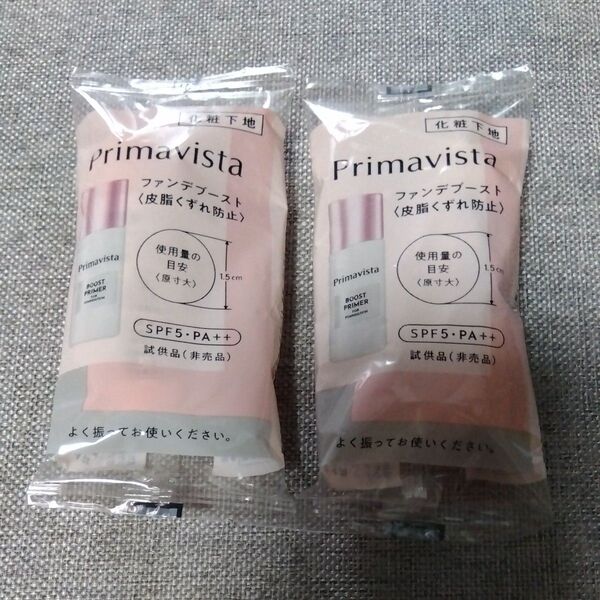 化粧下地
Primavista
ファンデブースト
〈皮脂くずれ防止〉
使用量の
目安
〈原寸大〉
1.5cm
Primavista
BOOST
PRIMER
FOR
FOUNDATION
SPF5・PA++
試供品(非売品)
よく振ってお使いください。
化粧下地
Primavista
ファンデブースト
〈皮脂くずれ防止〉
使用量の
目安
〈原寸大〉
1.5cm
Primavista
BOOST
PRIMER
FOR
FOUNDATION
SPF5・PA++
試供品(非売品)
よく振ってお使いください。